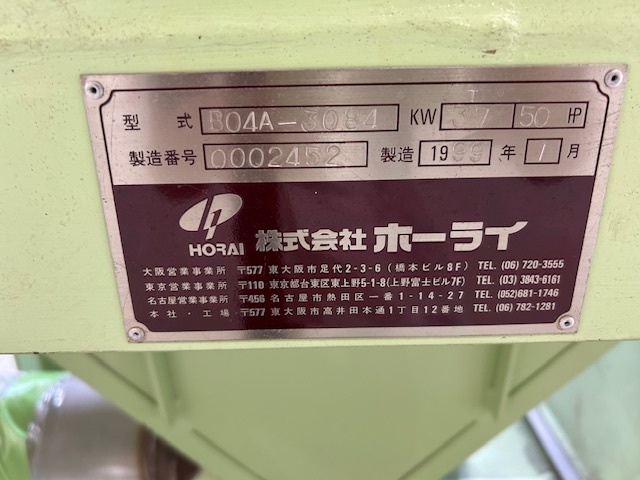 型式 B04A-3084 KW 37 50 HP
製造番号 0002452 製造 1999年 1月
HORAI 株式会社 ホーライ
大阪営業事業所 〒577 東大阪市足代2-3-6(橋本ビル8F) TEL. (06) 720-3555
東京営業事業所 〒110 東京都台東区東上野5-1-8(上野富士ビル7F) TEL. (03) 3843-6161
名古屋営業事業所 〒456 名古屋市熱田区一番1-14-27 TEL. (052)681-1746
本社・工場 〒577 東大阪市高井田本通1丁目12番地 TEL. (06) 782-1281